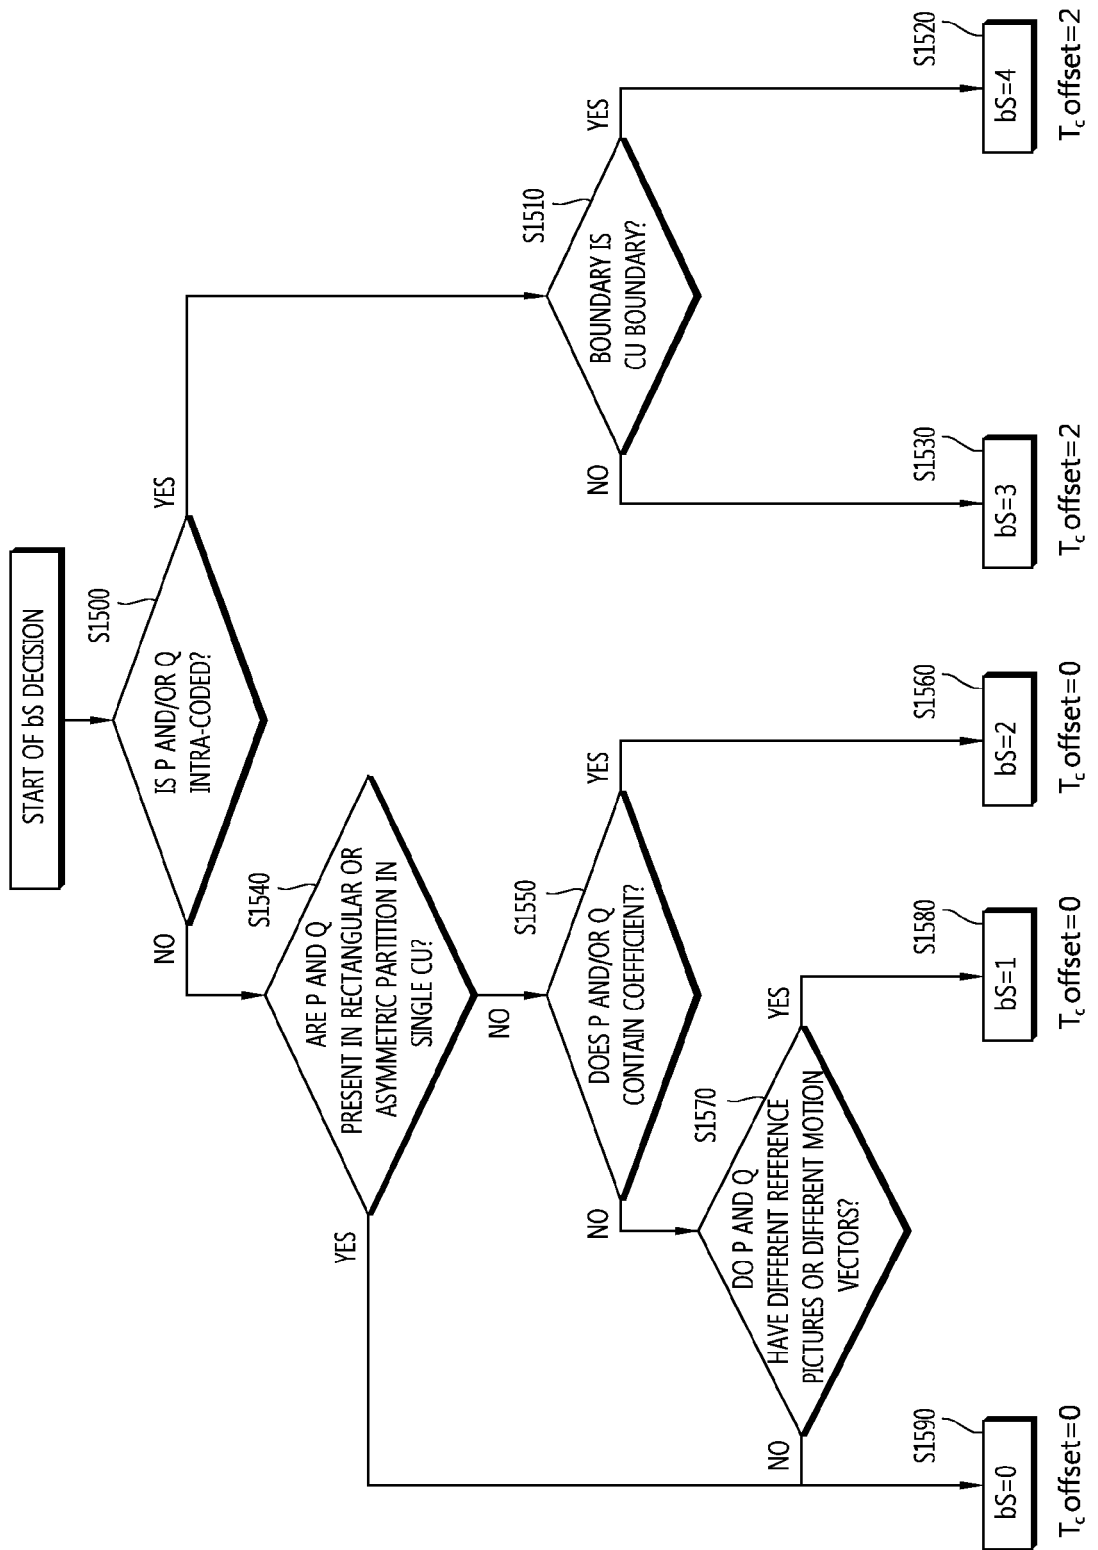 START OF bS DECISION
S1500
IS P AND/OR Q
INTRA-CODED?
NO
YES
S1540
ARE P AND Q
PRESENT IN RECTANGULAR OR
ASYMMETRIC PARTITION IN
SINGLE CU?
YES
NO
S1510
BOUNDARY IS
CU BOUNDARY?
NO
YES
S1550
DOES P AND/OR Q
CONTAIN COEFFICIENT?
NO
YES
S1570
DO P AND Q
HAVE DIFFERENT REFERENCE
PICTURES OR DIFFERENT MOTION
VECTORS?
NO
YES
S1590
bS=0
Tc offset=0
S1580
bS=1
Tc offset=0
S1560
bS=2
Tc offset=0
S1530
bS=3
Tc offset=2
S1520
bS=4
Tc offset=2